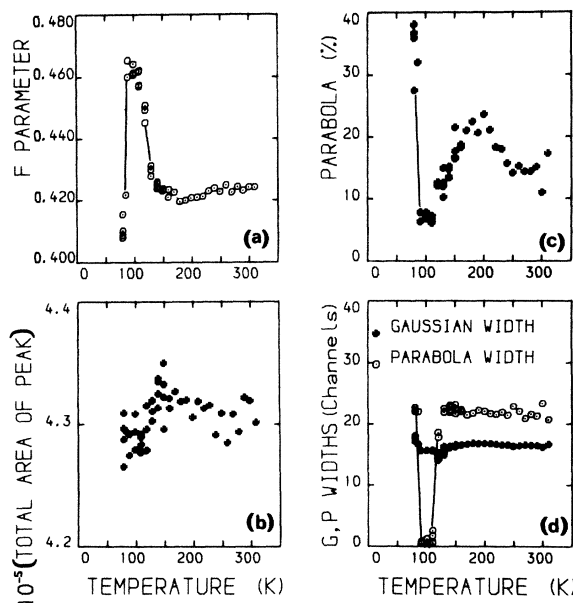 F PARAMETER
0.480
0.460
0.440
0.420
0.400
0
100
200
300
(a)
PARABOLA (%)
40
30
20
10
0
0
100
200
300
(c)
10⁻⁵(TOTAL AREA OF PEAK)
4.4
4.3
4.2
0
100
200
300
TEMPERATURE (K)
(b)
G,P WIDTHS(Channels)
40
30
20
10
0
GAUSSIAN WIDTH
PARABOLA WIDTH
0
100
200
300
TEMPERATURE (K)
(d)